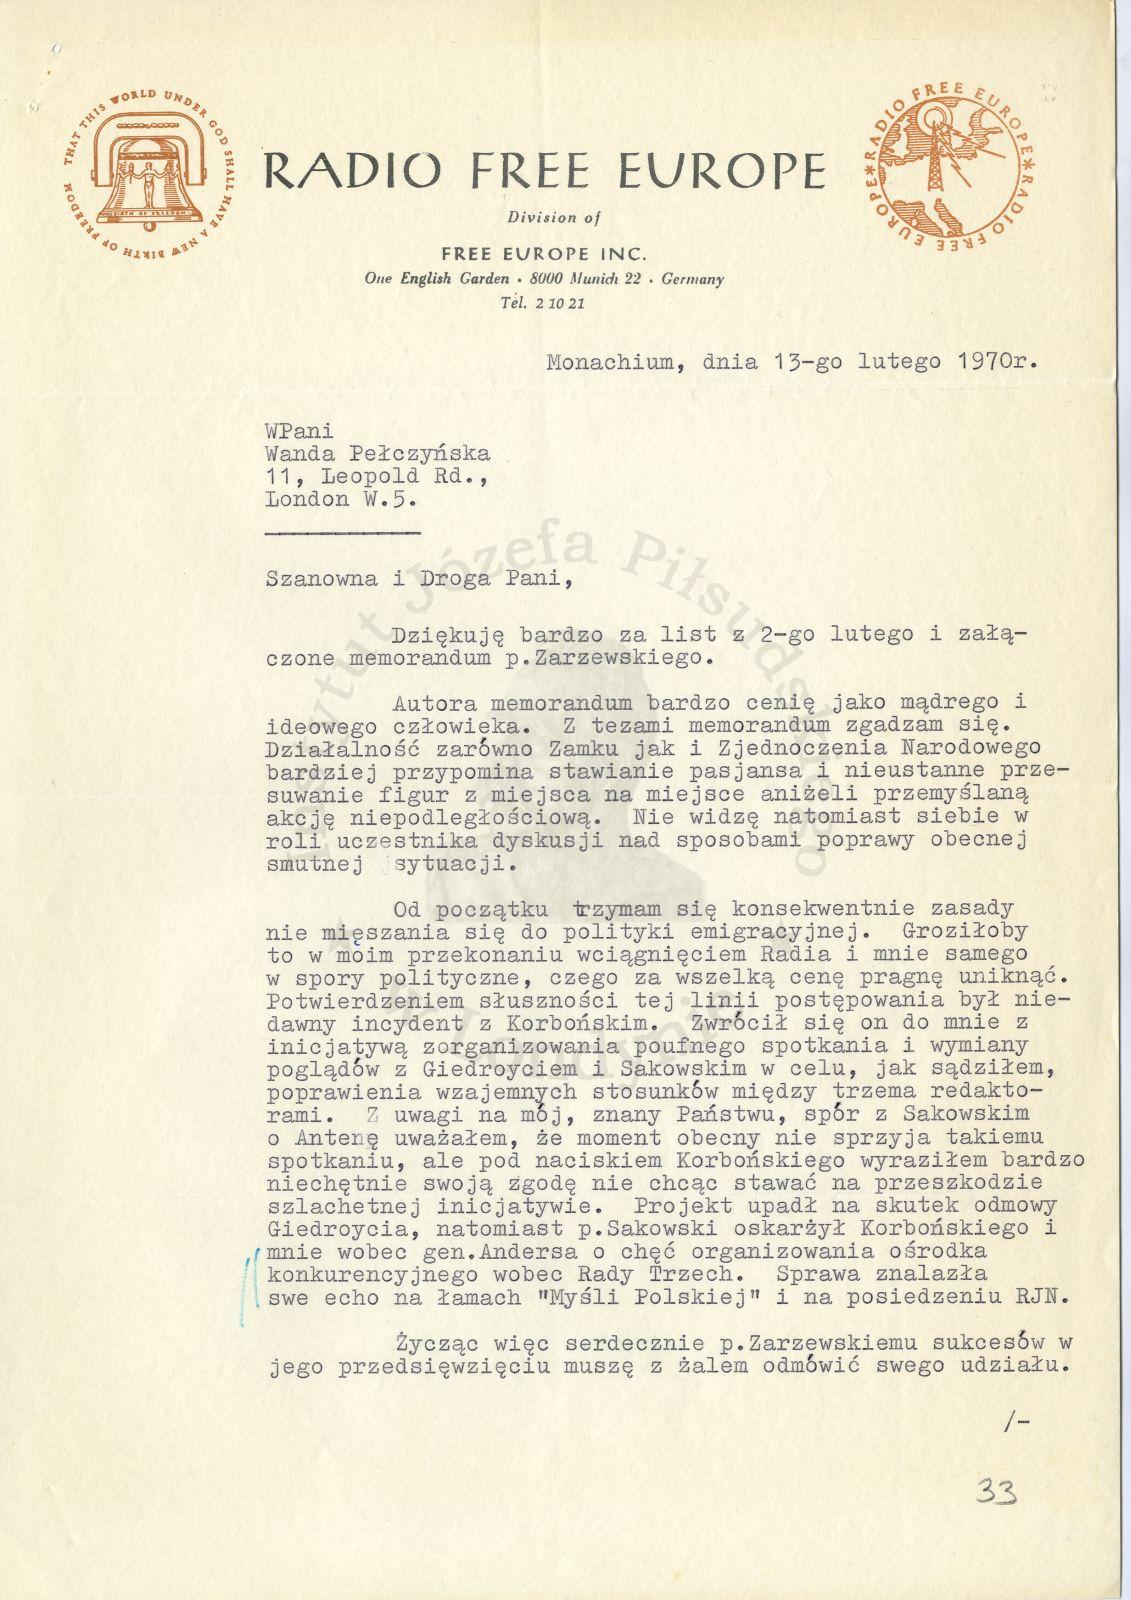 THAT THIS WORLD UNDER GOD SHALL HAVE A NEW BIRTH OF FREEDOM
BIRTH OF FREEDOM
RADIO FREE EUROPE
RADIO FREE EUROPE*RADIO FREE EUROPE*
Division of
FREE EUROPE INC.
One English Garden • 8000 Munich 22 • Germany
Tel. 2 10 21
Monachium, dnia 13-go lutego 1970r.
WPani
Wanda Pełczyńska
11, Leopold Rd.,
London W.5.
Szanowna i Droga Pani,
Dziękuję bardzo za list z 2-go lutego i załą-
czone memorandum p.Zarzewskiego.
Autora memorandum bardzo cenię jako mądrego i
ideowego człowieka. Z tezami memorandum zgadzam się.
Działalność zarówno Zamku jak i Zjednoczenia Narodowego
bardziej przypomina stawianie pasjansa i nieustanne prze-
suwanie figur z miejsca na miejsce aniżeli przemyślaną
akcję niepodległościową. Nie widzę natomiast siebie w
roli uczestnika dyskusji nad sposobami poprawy obecnej
smutnej sytuacji.
Od początku trzymam się konsekwentnie zasady
nie mięszania się do polityki emigracyjnej. Groziłoby
to w moim przekonaniu wciągnięciem Radia i mnie samego
w spory polityczne, czego za wszelką cenę pragnę uniknąć.
Potwierdzeniem słuszności tej linii postępowania był nie-
dawny incydent z Korbońskim. Zwrócił się on do mnie z
inicjatywą zorganizowania poufnego spotkania i wymiany
poglądów z Giedroyciem i Sakowskim w celu, jak sądziłem,
poprawienia wzajemnych stosunków między trzema redakto-
rami. Z uwagi na mój, znany Państwu, spór z Sakowskim
o Antenę uważałem, że moment obecny nie sprzyja takiemu
spotkaniu, ale pod naciskiem Korbońskiego wyraziłem bardzo
niechętnie swoją zgodę nie chcąc stawać na przeszkodzie
szlachetnej inicjatywie. Projekt upadł na skutek odmowy
Giedroycia, natomiast p.Sakowski oskarżył Korbońskiego i
mnie wobec gen.Andersa o chęć organizowania ośrodka
konkurencyjnego wobec Rady Trzech. Sprawa znalazła
swe echo na łamach "Myśli Polskiej" i na posiedzeniu RJN.
Życząc więc serdecznie p.Zarzewskiemu sukcesów w
jego przedsięwzięciu muszę z żalem odmówić swego udziału.
/-
33
Instytut Józefa Piłsudskiego
w Londynie